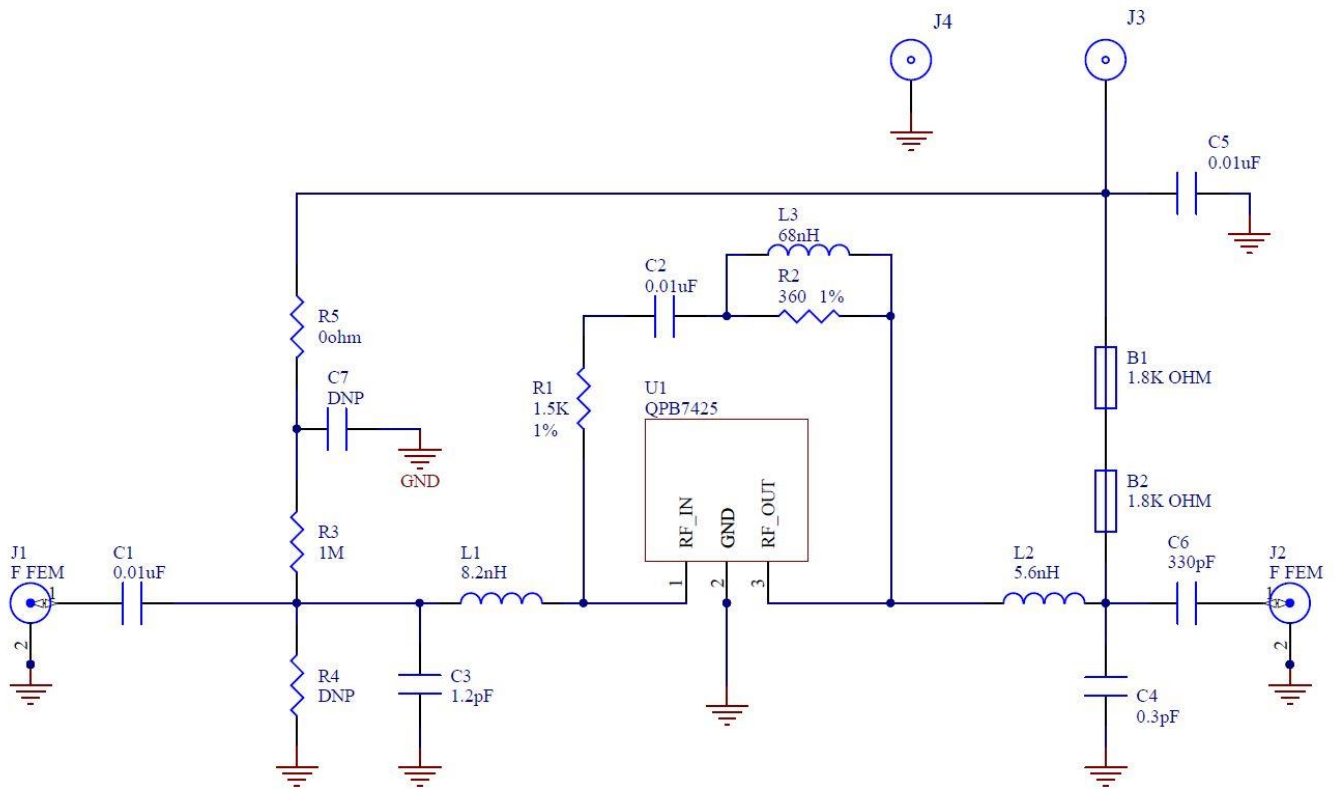 J4
J3
C5
0.01uF
L3
68nH
C2
0.01uF
R2
360 1%
R5
0ohm
C7
DNP
GND
R1
1.5K
1%
U1
QPB7425
RF_IN
GND
RF_OUT
1
2
3
B1
1.8K OHM
B2
1.8K OHM
R3
1M
J1
F FEM
1
2
C1
0.01uF
L1
8.2nH
L2
5.6nH
C6
330pF
J2
F FEM
1
2
R4
DNP
C3
1.2pF
C4
0.3pF